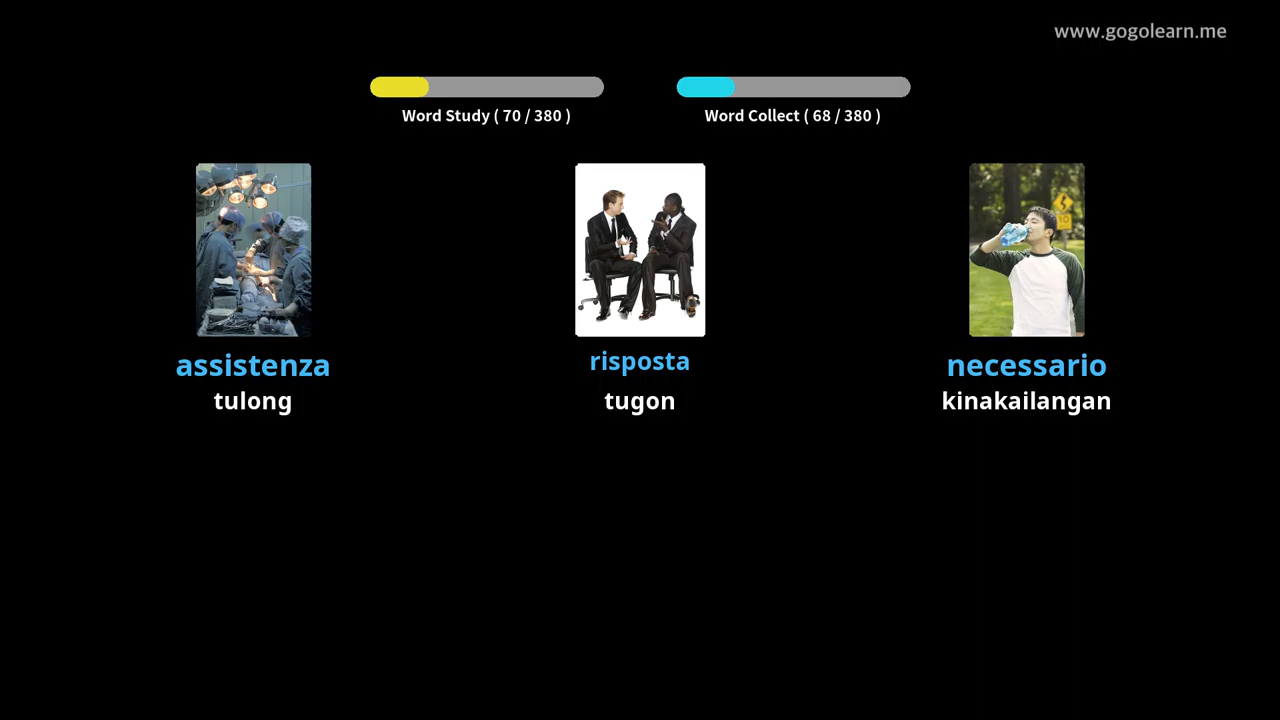 www.gogolearn.me
Word Study ( 70 / 380 )
Word Collect ( 68 / 380 )
assistenza
risposta
necessario
tulong
tugon
kinakailangan